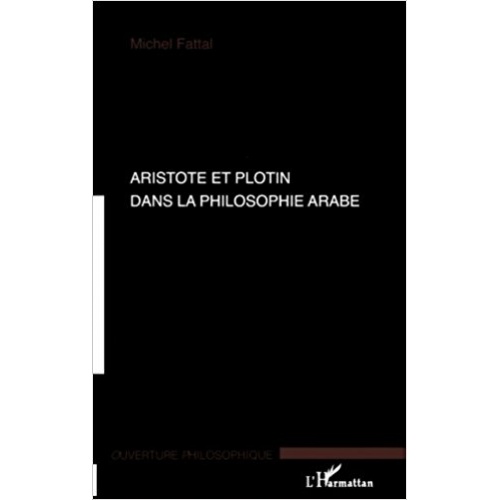 Michel Fattal
ARISTOTE ET PLOTIN
DANS LA PHILOSOPHIE ARABE
OUVERTURE PHILOSOPHIQUE
L'Harmattan